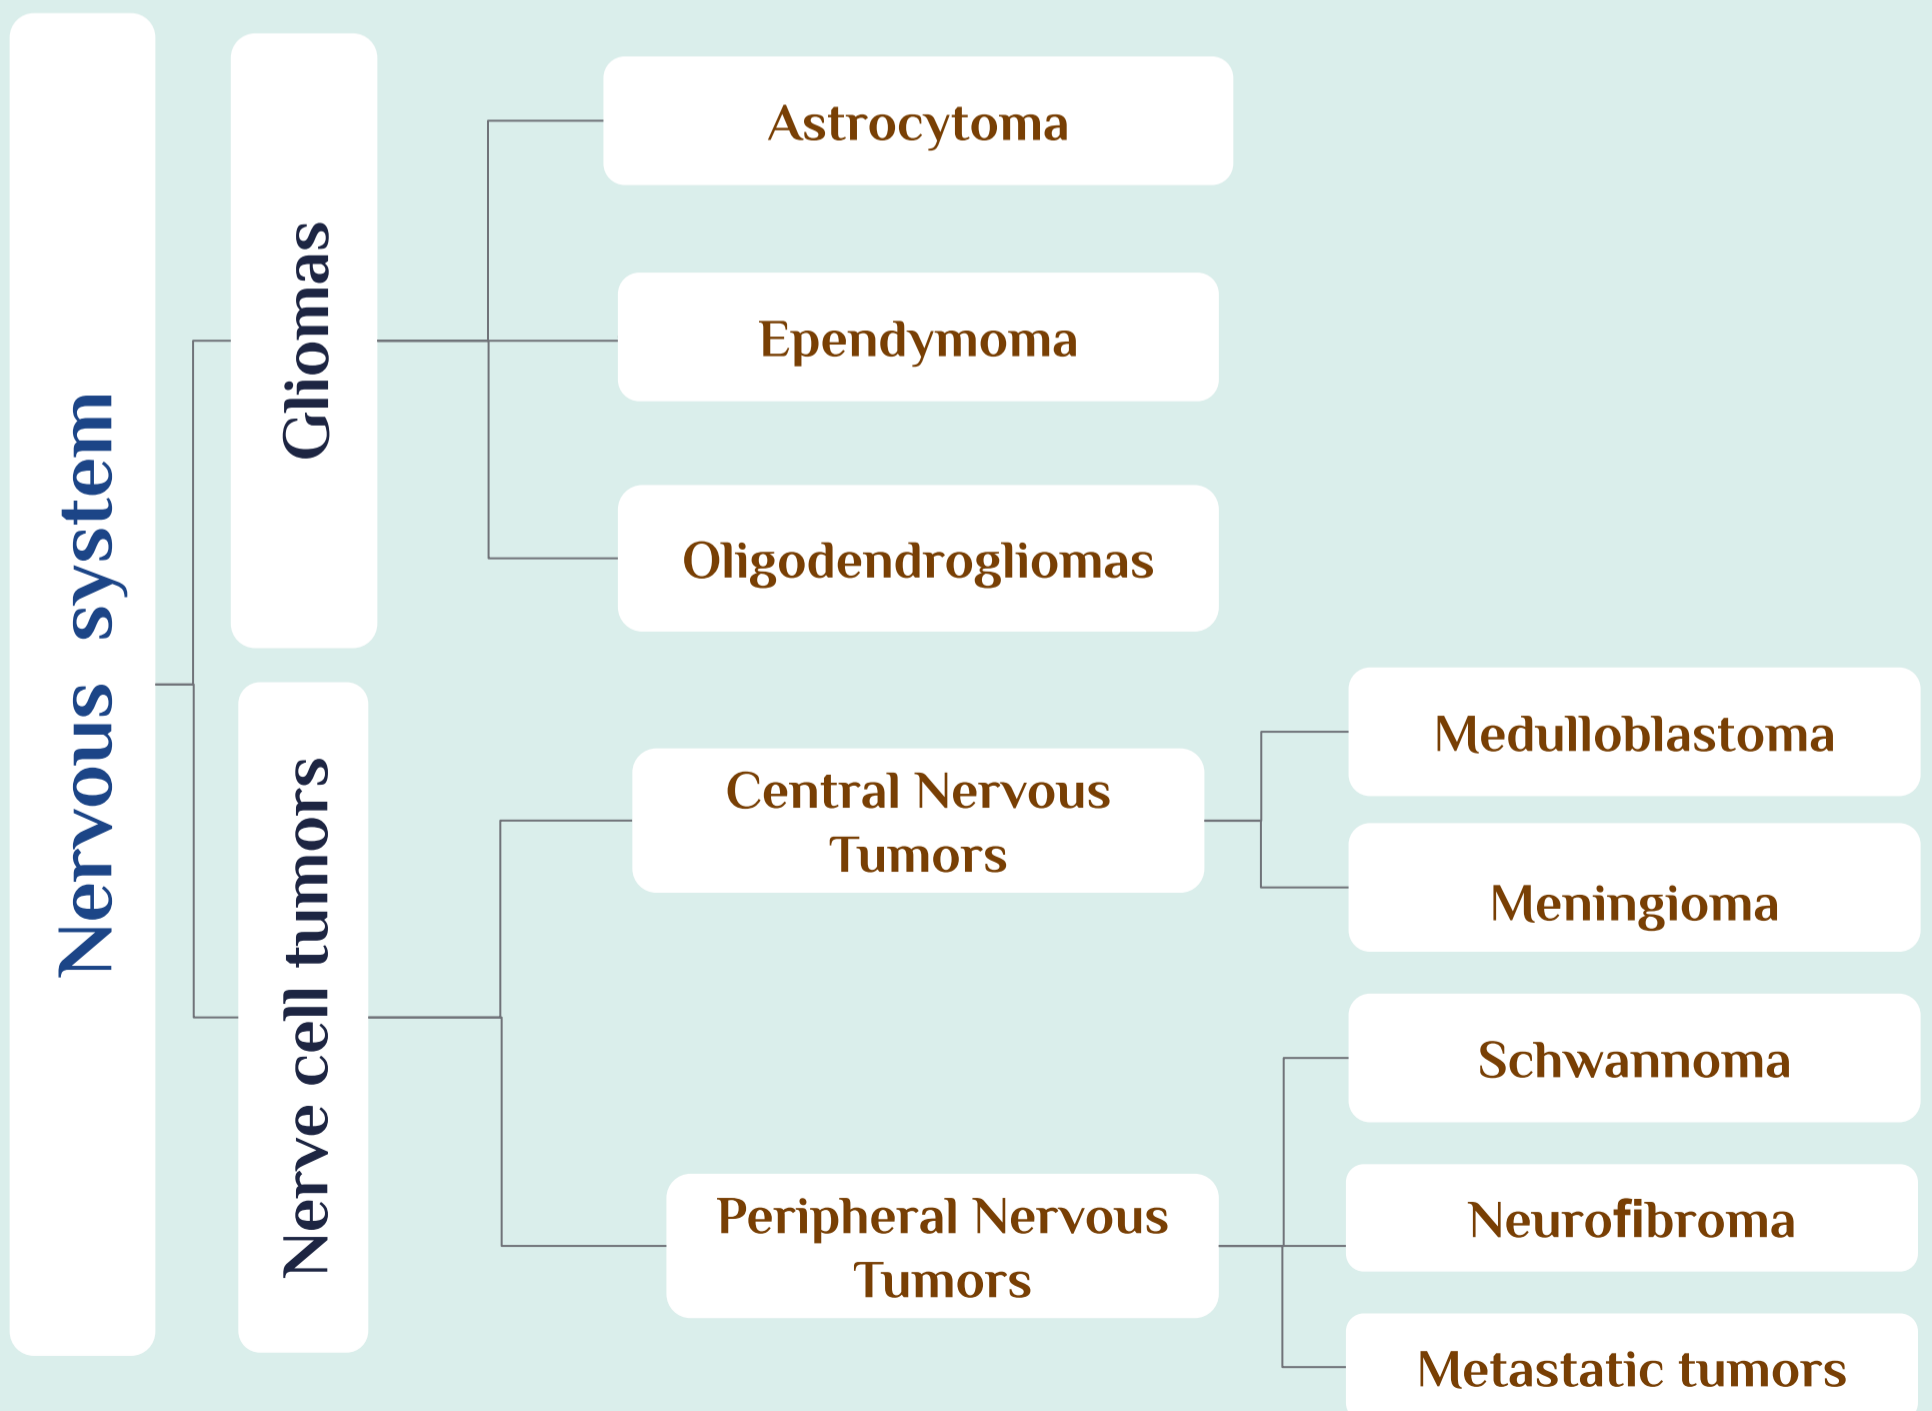 Nervous system
Gliomas
Astrocytoma
Ependymoma
Oligodendrogliomas
Nerve cell tumors
Central Nervous
Tumors
Medulloblastoma
Meningioma
Peripheral Nervous
Tumors
Schwannoma
Neurofibroma
Metastatic tumors